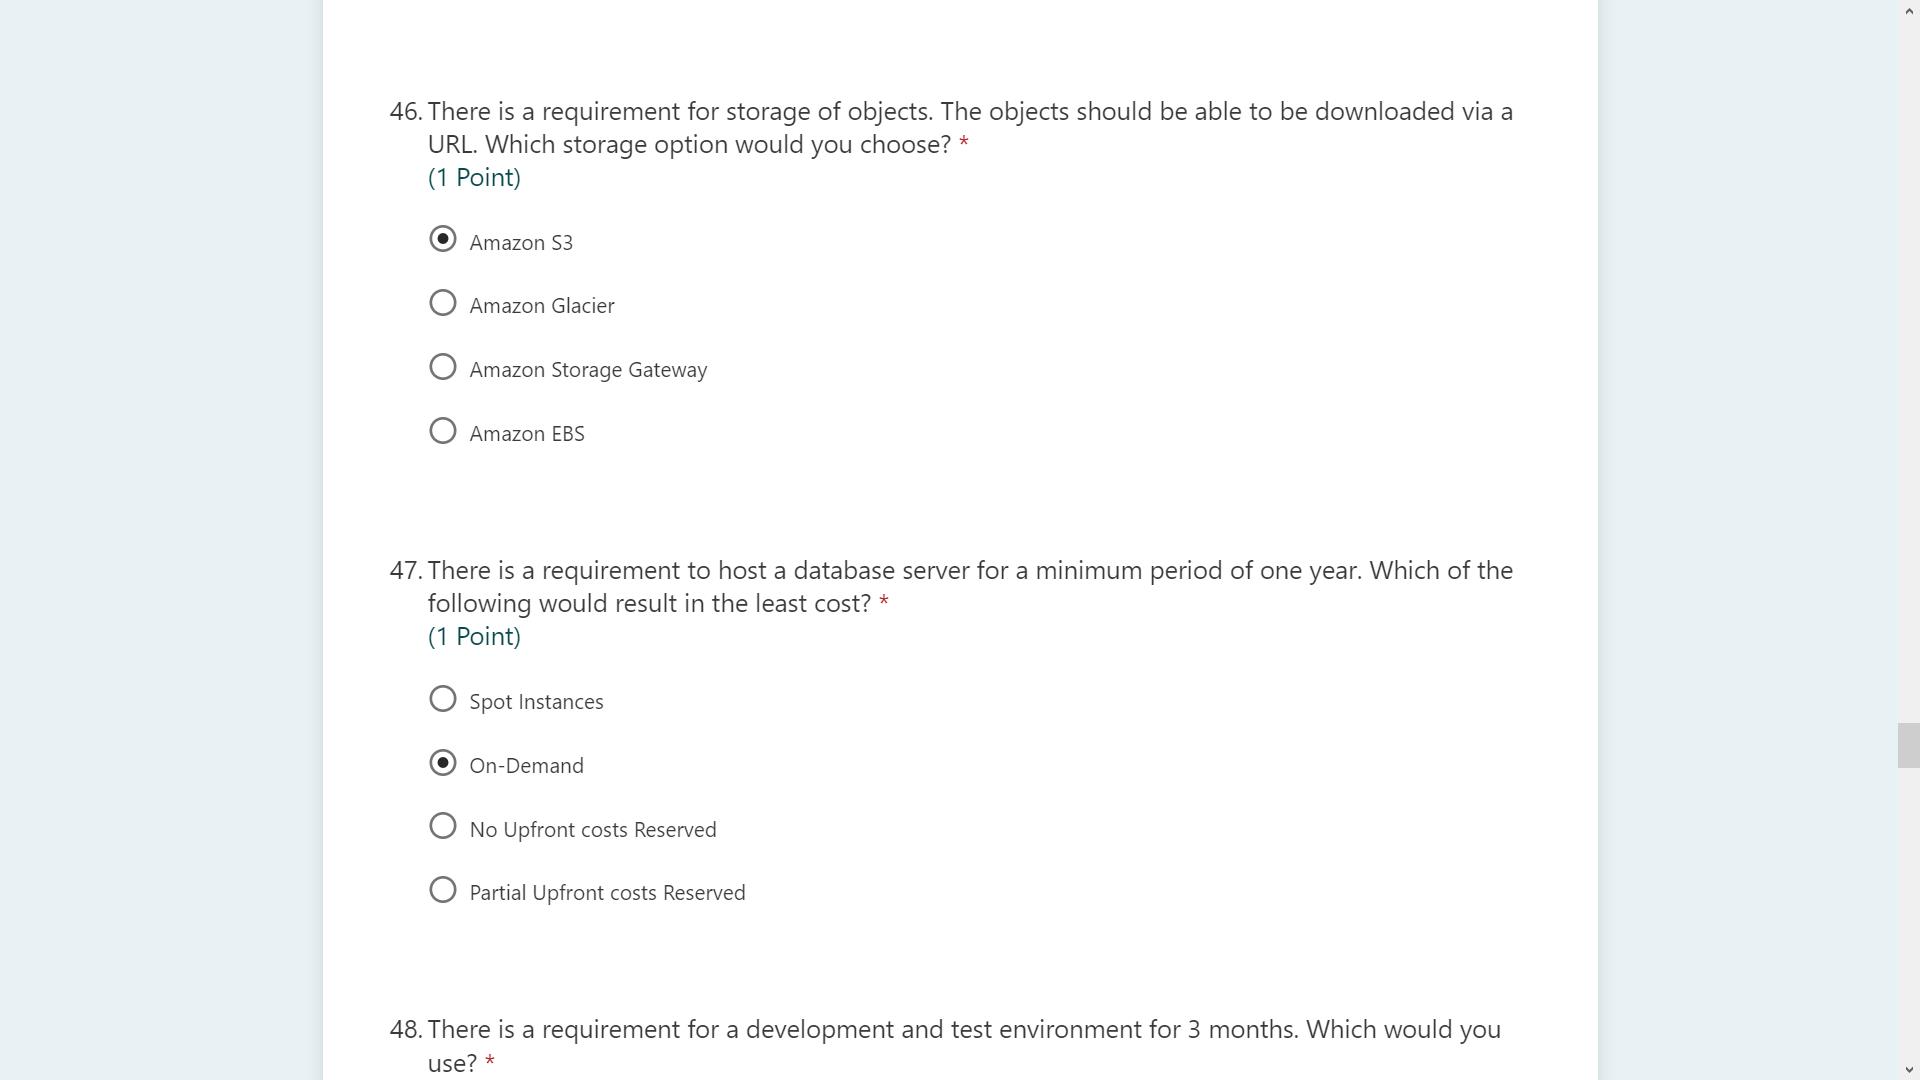 46. There is a requirement for storage of objects. The objects should be able to be downloaded via a
URL. Which storage option would you choose? *
(1 Point)
Amazon S3
Amazon Glacier
Amazon Storage Gateway
Amazon EBS
47. There is a requirement to host a database server for a minimum period of one year. Which of the
following would result in the least cost? *
(1 Point)
Spot Instances
On-Demand
No Upfront costs Reserved
Partial Upfront costs Reserved
48. There is a requirement for a development and test environment for 3 months. Which would you
use? *